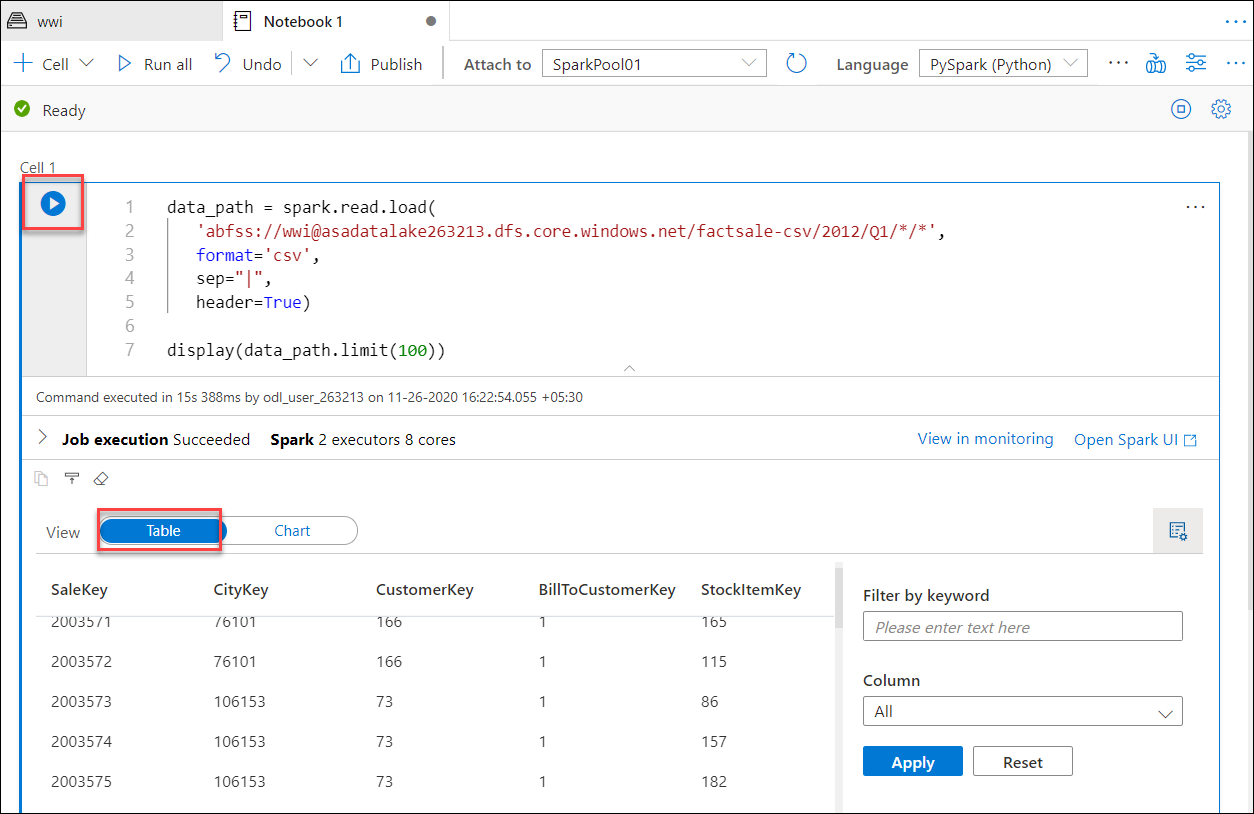 wwi
Notebook 1
Cell
Run all
Undo
Publish
Attach to
SparkPool01
Language
PySpark (Python)
Ready
Cell 1
1 data_path = spark.read.load(
2 'abfss://wwi@asadatalake263213.dfs.core.windows.net/factsale-csv/2012/Q1/*/*',
3 format='csv',
4 sep="|",
5 header=True)
6
7 display(data_path.limit(100))
Command executed in 15s 388ms by odl_user_263213 on 11-26-2020 16:22:54.055 +05:30
Job execution Succeeded Spark 2 executors 8 cores
View in monitoring
Open Spark UI
View
Table
Chart
SaleKey CityKey CustomerKey BillToCustomerKey StockItemKey
2003571 76101 166 1 165
2003572 76101 166 1 115
2003573 106153 73 1 86
2003574 106153 73 1 157
2003575 106153 73 1 182
Filter by keyword
Please enter text here
Column
All
Apply
Reset